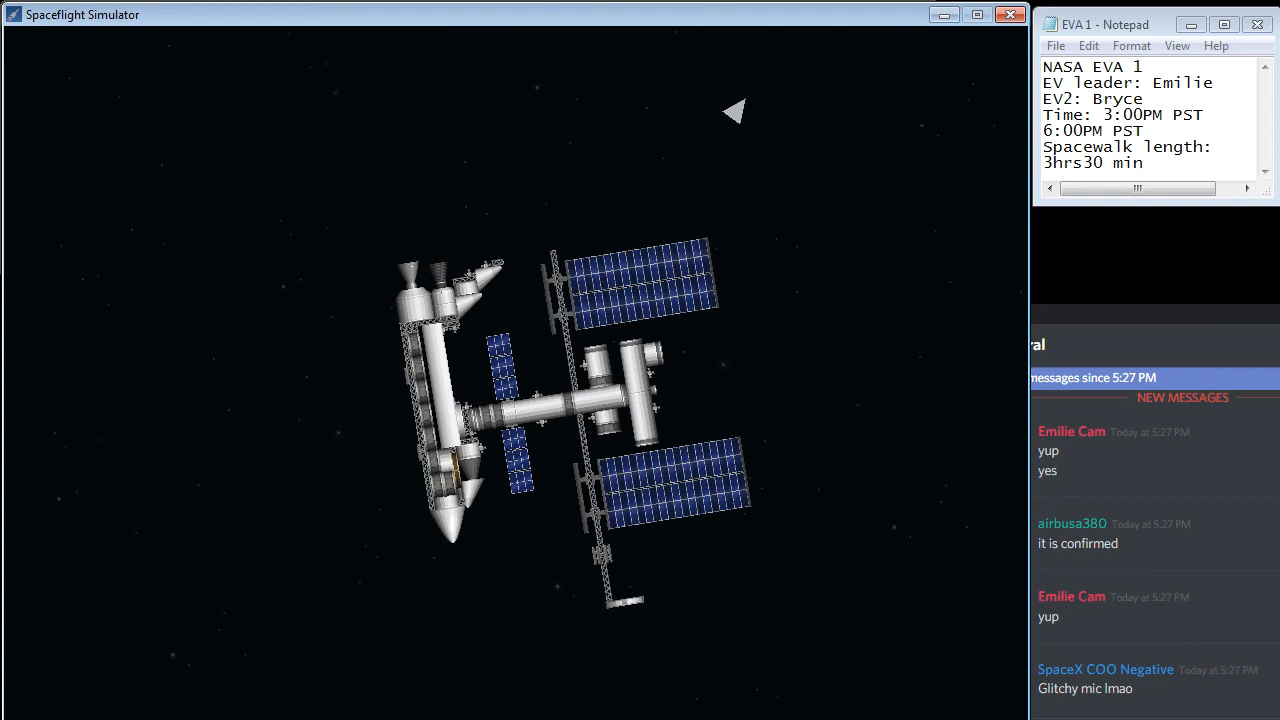 Spaceflight Simulator
EVA 1 - Notepad
File Edit Format View Help
NASA EVA 1
EV leader: Emilie
EV2: Bryce
Time: 3:00PM PST
6:00PM PST
Spacewalk length:
3hrs30 min
ral
messages since 5:27 PM
NEW MESSAGES
Emilie Cam Today at 5:27 PM
yup
yes
airbusa380 Today at 5:27 PM
it is confirmed
Emilie Cam Today at 5:27 PM
yup
SpaceX COO Negative Today at 5:27 PM
Glitchy mic lmao